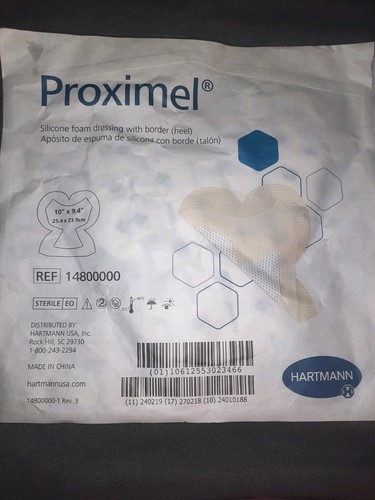 Proximel®
Silicone foam dressing with border (heel)
Apósito de espuma de silicona con borde (talón)
10" x 9.4"
25.4 x 23.9cm
REF 14800000
STERILE EO
DISTRIBUTED BY
HARTMANN USA, Inc.
Rock Hill, SC 29730
1-800-243-2294
MADE IN CHINA
hartmannusa.com
14800000-1 Rev. 3
(01)10612553023466
(11) 240219 (17) 270218 (10) 24010188
HARTMANN